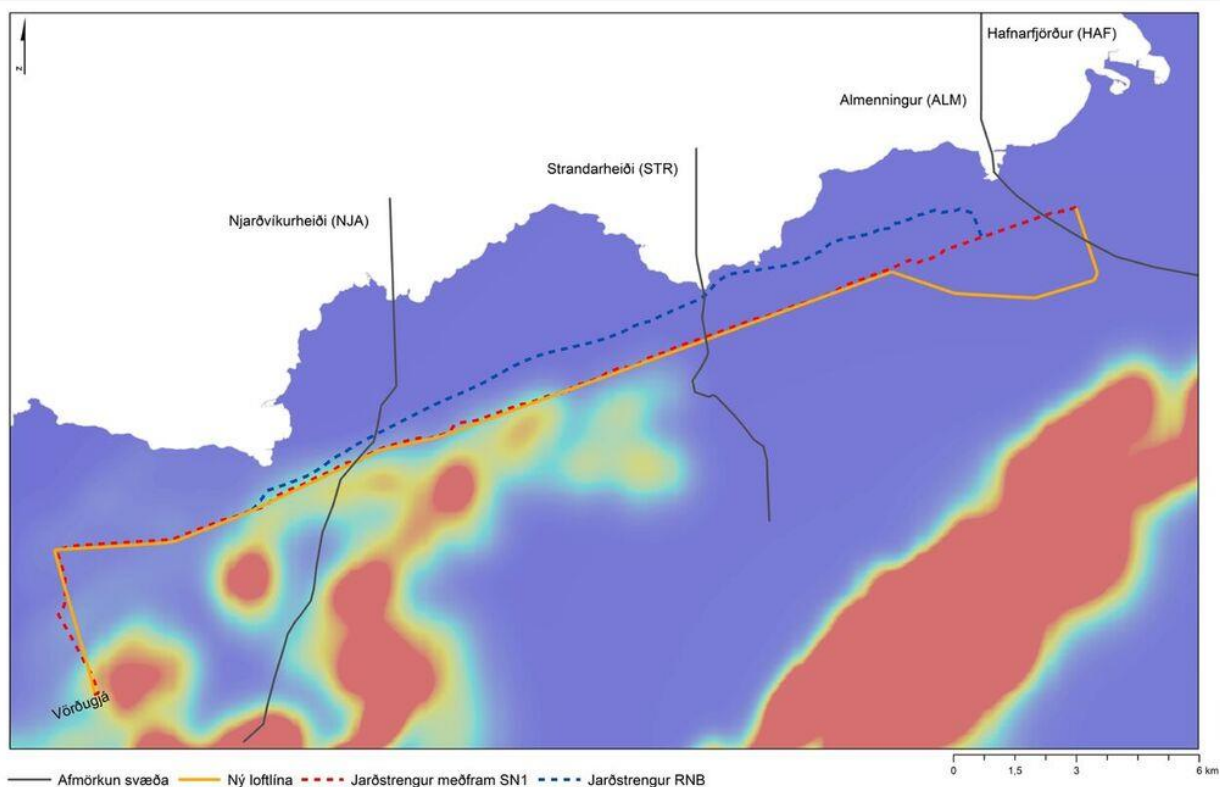 Hafnarfjörður (HAF)
Almenningur (ALM)
Strandarheiði (STR)
Njarðvíkurheiði (NJA)
Vörðugjá
N
Afmörkun svæða
Ný loftlína
Jarðstrengur meðfram SN1
Jarðstrengur RNB
0 1,5 3 6 km